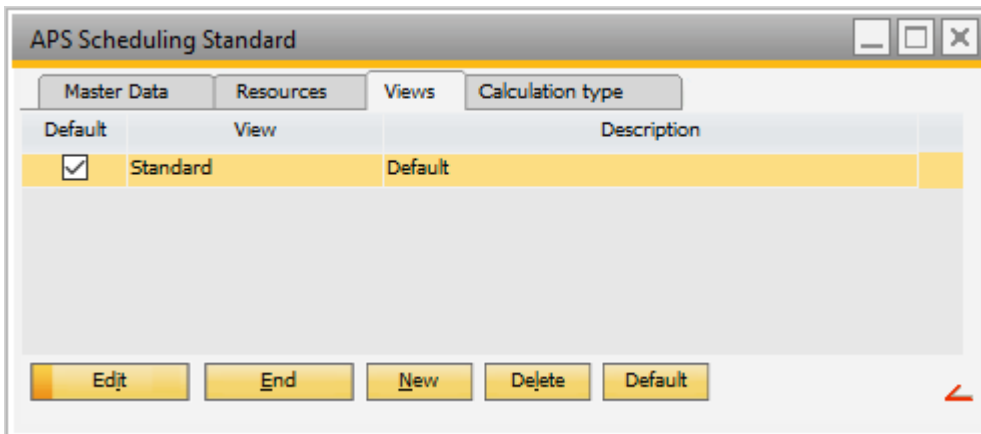 APS Scheduling Standard
Master Data Resources Views Calculation type
Default View Description
Standard Default
Edit End New Delete Default